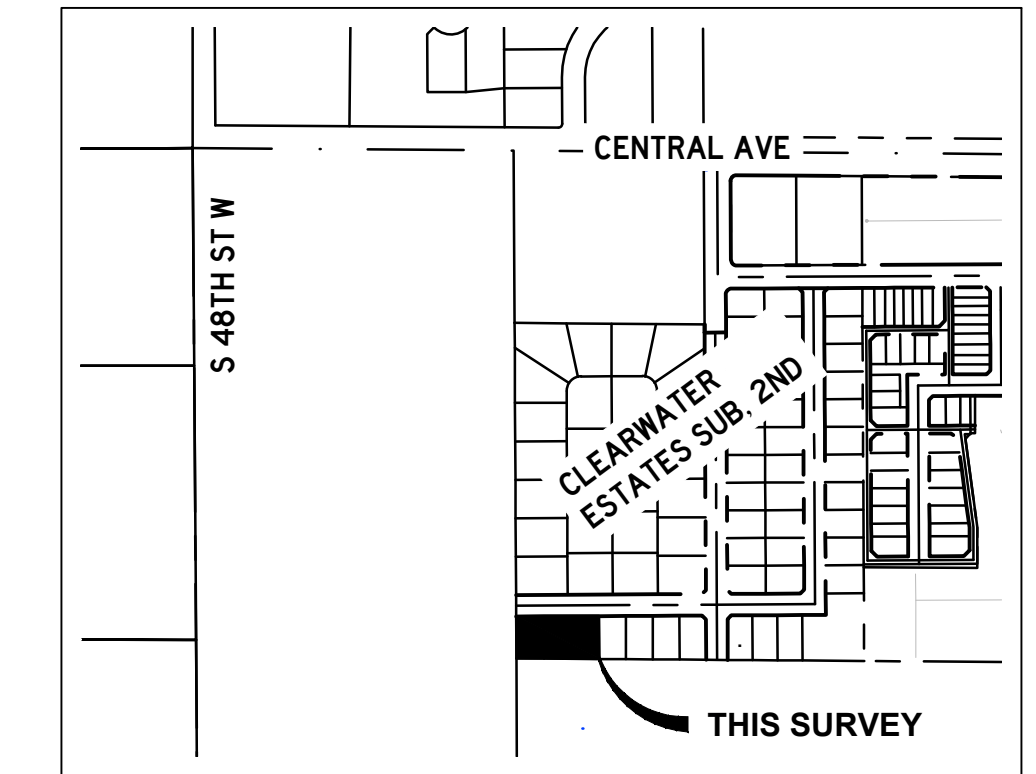 CENTRAL AVE
S 48TH ST W
CLEARWATER
ESTATES SUB, 2ND
THIS SURVEY